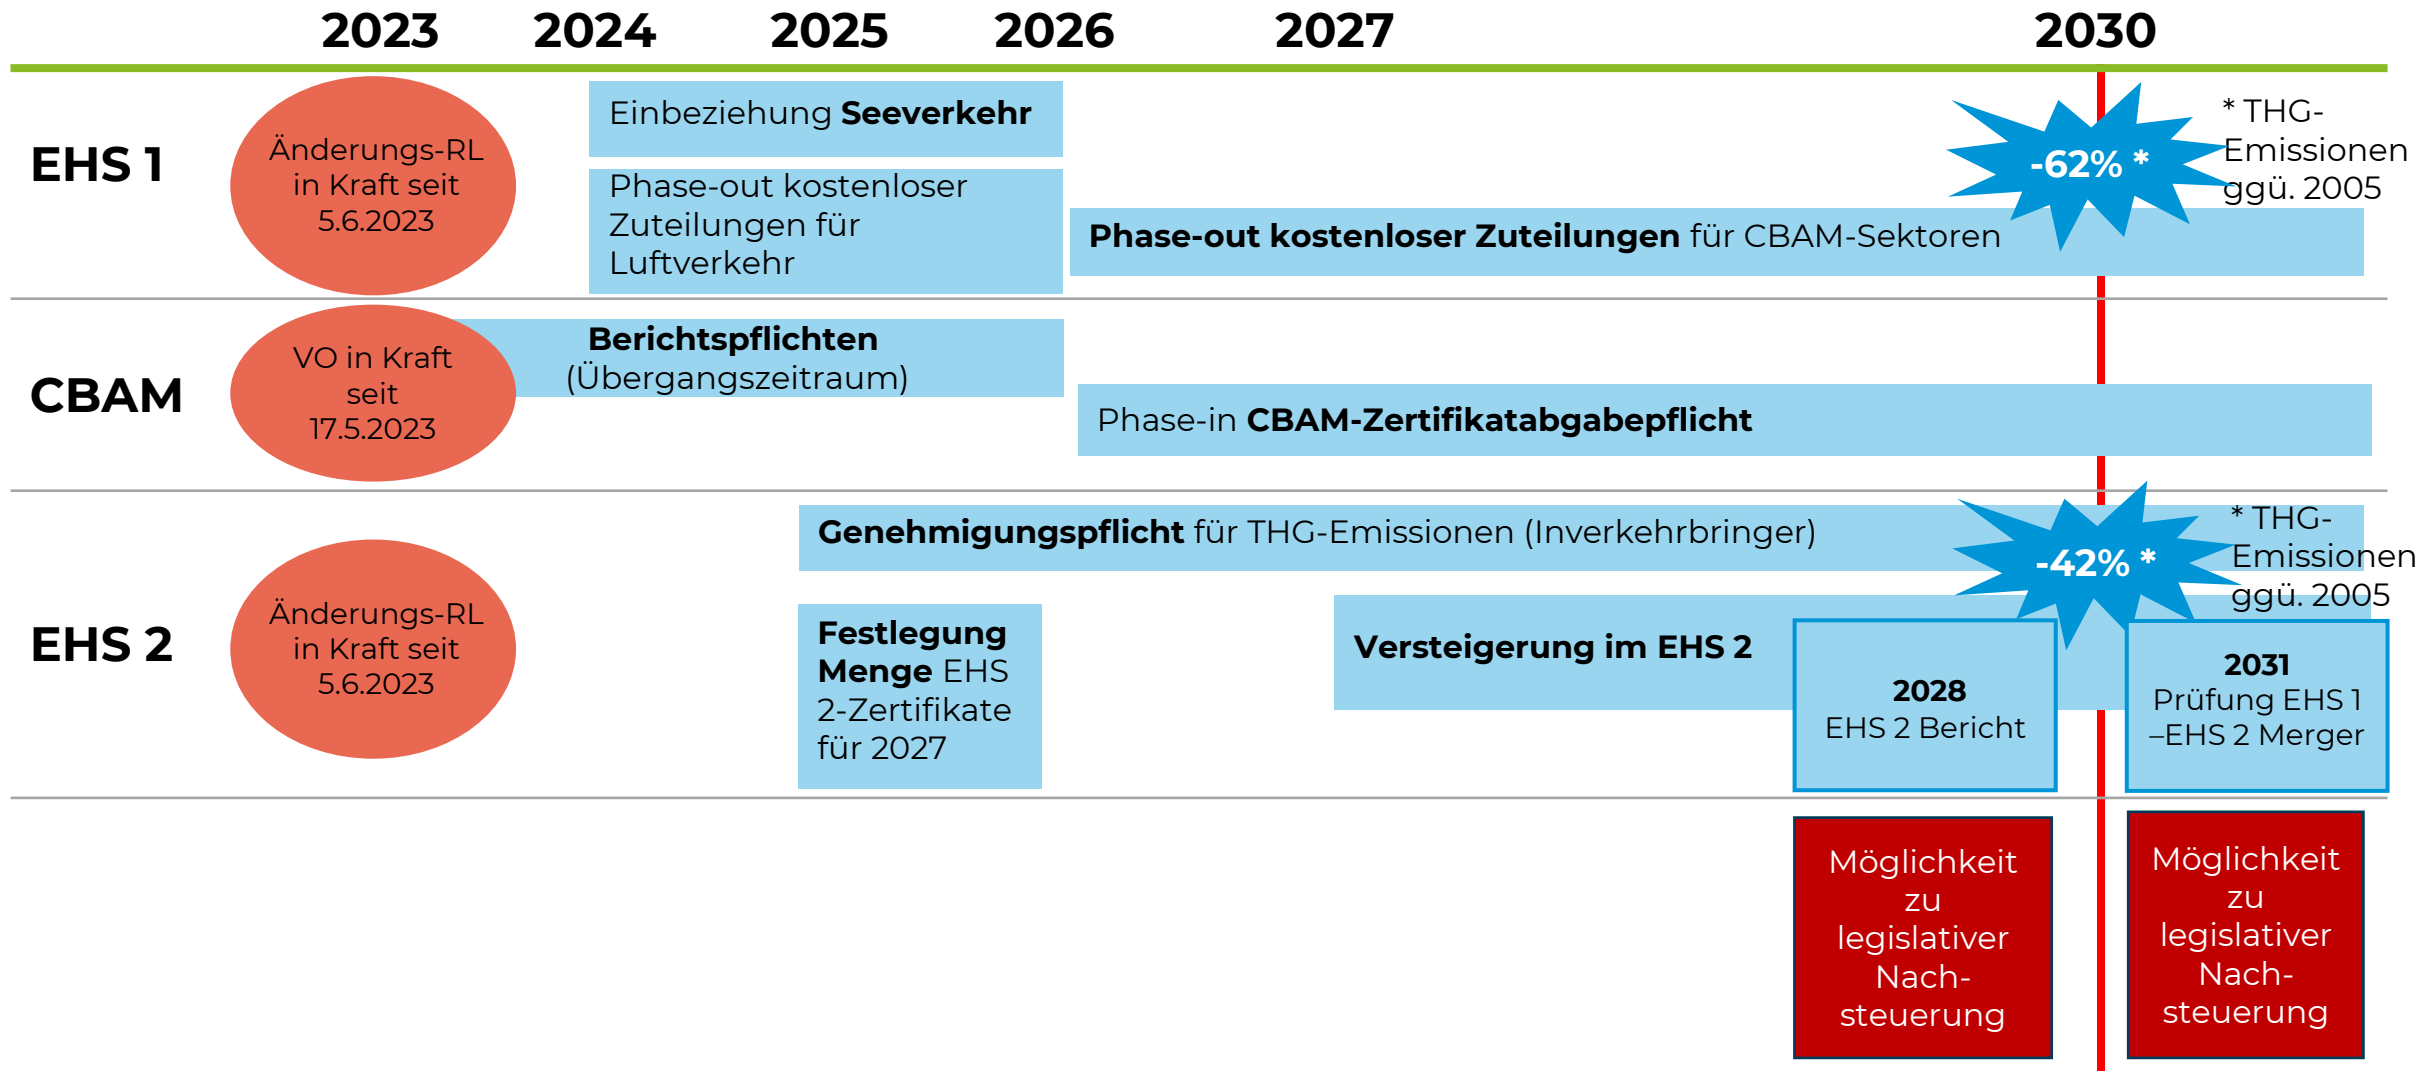 2023 2024 2025 2026 2027 2030
EHS 1
Änderungs-RL
in Kraft seit
5.6.2023
Einbeziehung Seeverkehr
Phase-out kostenloser
Zuteilungen für
Luftverkehr
Phase-out kostenloser Zuteilungen für CBAM-Sektoren
-62% *
* THG-
Emissionen
ggü. 2005
CBAM
VO in Kraft
seit
17.5.2023
Berichtspflichten
(Übergangszeitraum)
Phase-in CBAM-Zertifikatabgabepflicht
EHS 2
Änderungs-RL
in Kraft seit
5.6.2023
Genehmigungspflicht für THG-Emissionen (Inverkehrbringer)
-42% *
* THG-
Emissionen
ggü. 2005
Festlegung
Menge EHS
2-Zertifikate
für 2027
Versteigerung im EHS 2
2028
EHS 2 Bericht
2031
Prüfung EHS 1
–EHS 2 Merger
Möglichkeit
zu
legislativer
Nach-
steuerung
Möglichkeit
zu
legislativer
Nach-
steuerung